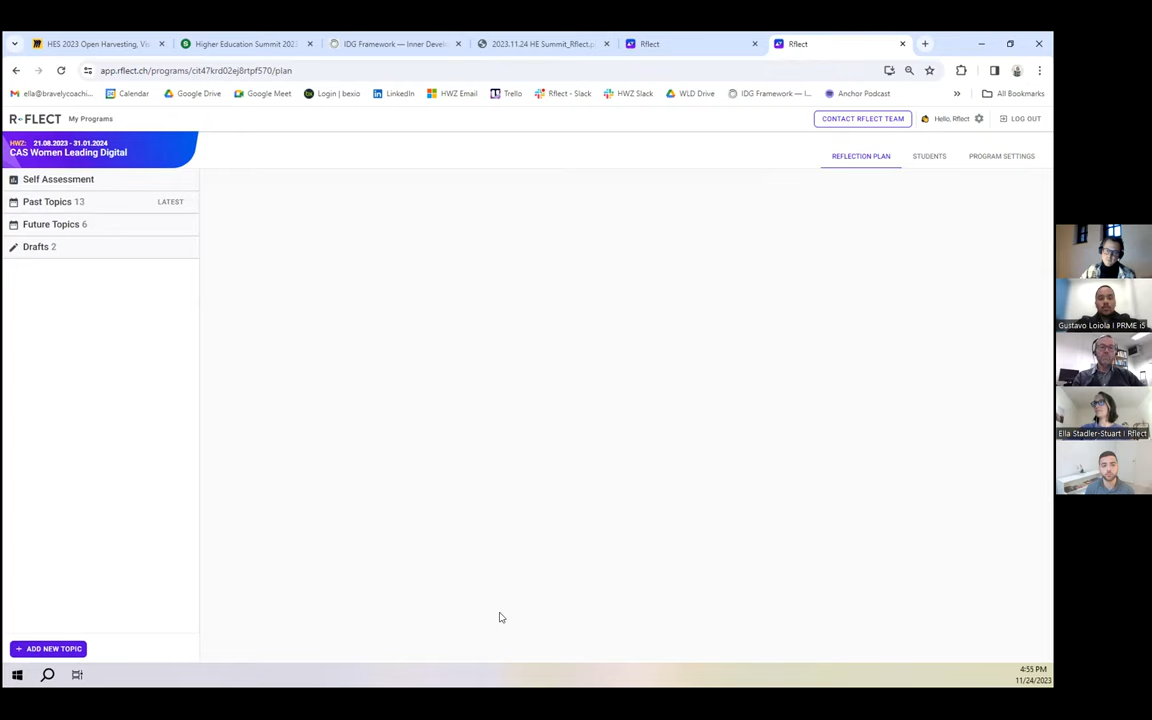 HES 2023 Open Harvesting, Vi
Higher Education Summit 2023
IDG Framework — Inner Devel
2023.11.24 HE Summit_Rflect.p
Rflect
Rflect
app.rflect.ch/programs/cit47krd02ej8rtpf570/plan
ella@bravelycoachi...
Calendar
Google Drive
Google Meet
Login | bexio
LinkedIn
HWZ Email
Trello
Rflect - Slack
HWZ Slack
WLD Drive
IDG Framework — I...
Anchor Podcast
All Bookmarks
R-FLECT
My Programs
CONTACT RFLECT TEAM
Hello, Rflect
LOG OUT
HWZ: 21.08.2023 - 31.01.2024
CAS Women Leading Digital
REFLECTION PLAN
STUDENTS
PROGRAM SETTINGS
Self Assessment
Past Topics 13
LATEST
Future Topics 6
Drafts 2
Gustavo Loiola | PRME i5
Ella Stadler-Stuart | Rflect
+ ADD NEW TOPIC
4:55 PM
11/24/2023